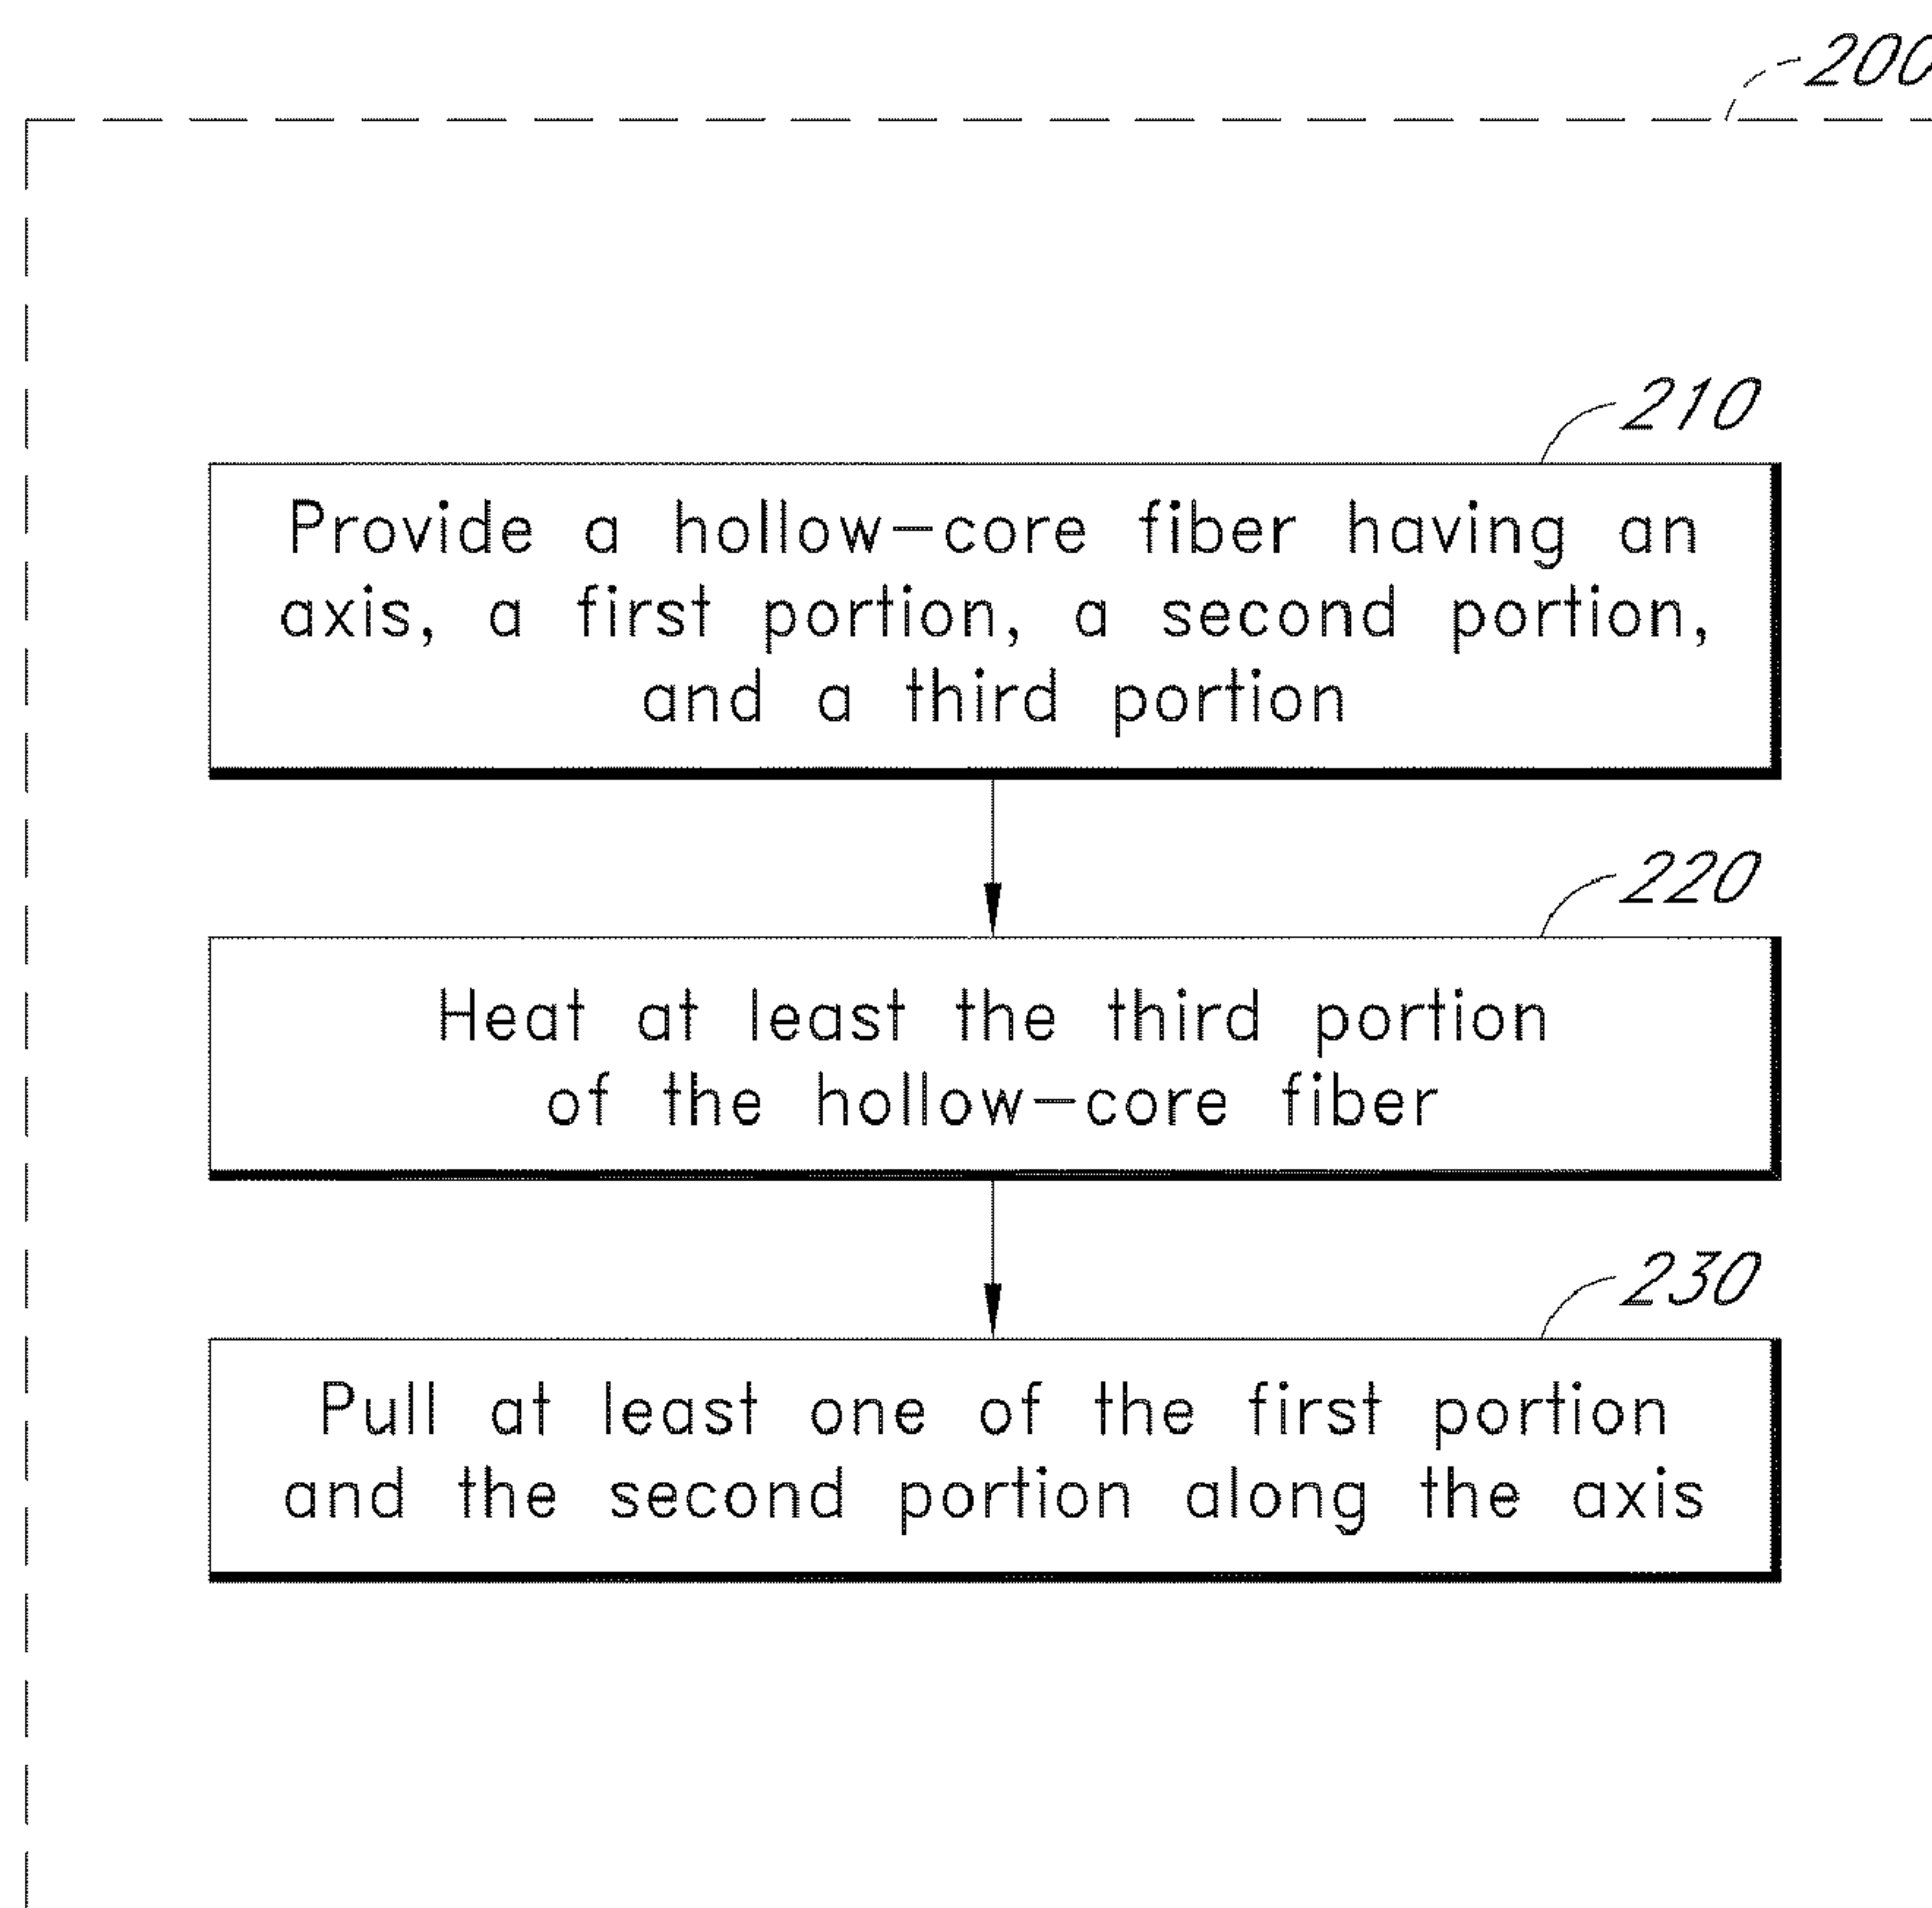 200
210
Provide a hollow-core fiber having an
axis, a first portion, a second portion,
and a third portion
220
Heat at least the third portion
of the hollow-core fiber
230
Pull at least one of the first portion
and the second portion along the axis